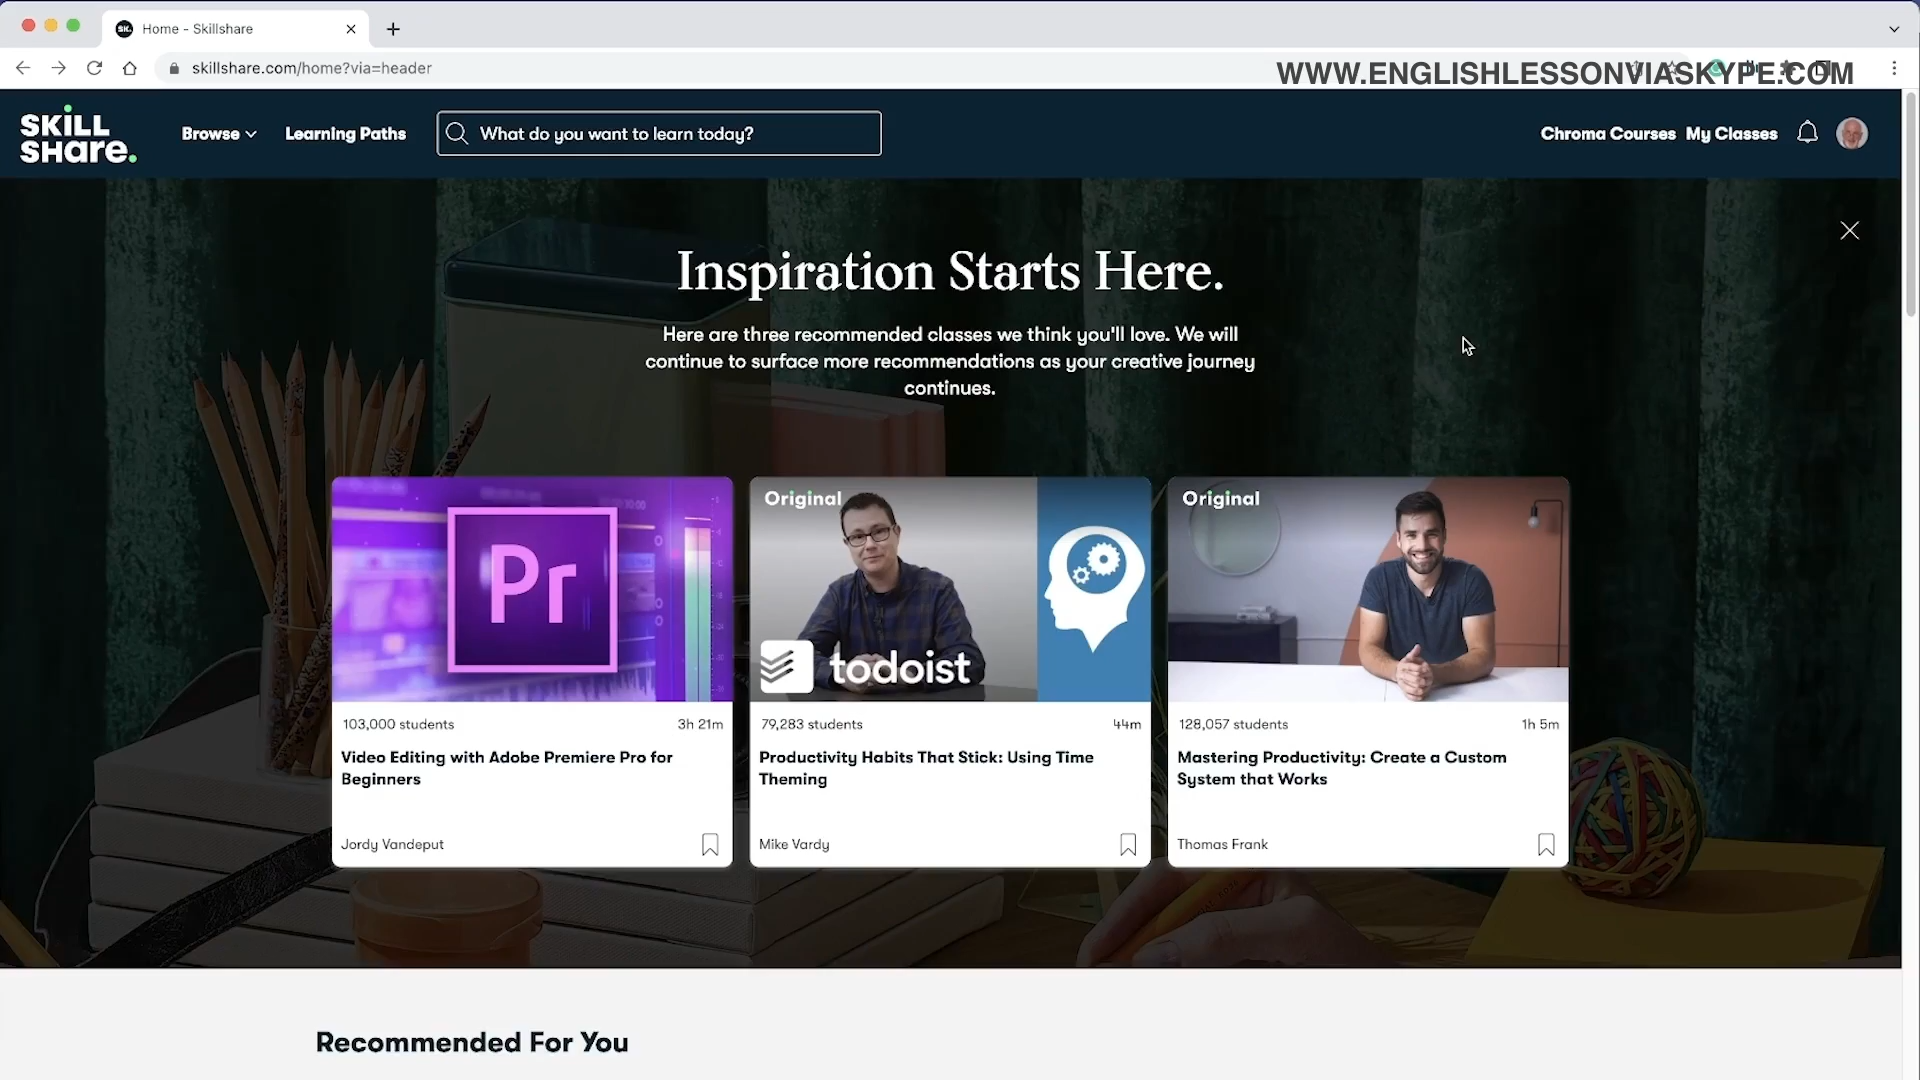 Home - Skillshare
skillshare.com/home?via=header
WWW.ENGLISHLESSONVIASKYPE.COM
SKILL
SHare.
Browse
Learning Paths
What do you want to learn today?
Chroma Courses
My Classes
Inspiration Starts Here.
Here are three recommended classes we think you'll love. We will
continue to surface more recommendations as your creative journey
continues.
Pr
103,000 students
3h 21m
Video Editing with Adobe Premiere Pro for
Beginners
Jordy Vandeput
Original
todoist
79,283 students
44m
Productivity Habits That Stick: Using Time
Theming
Mike Vardy
Original
128,057 students
1h 5m
Mastering Productivity: Create a Custom
System that Works
Thomas Frank
Recommended For You